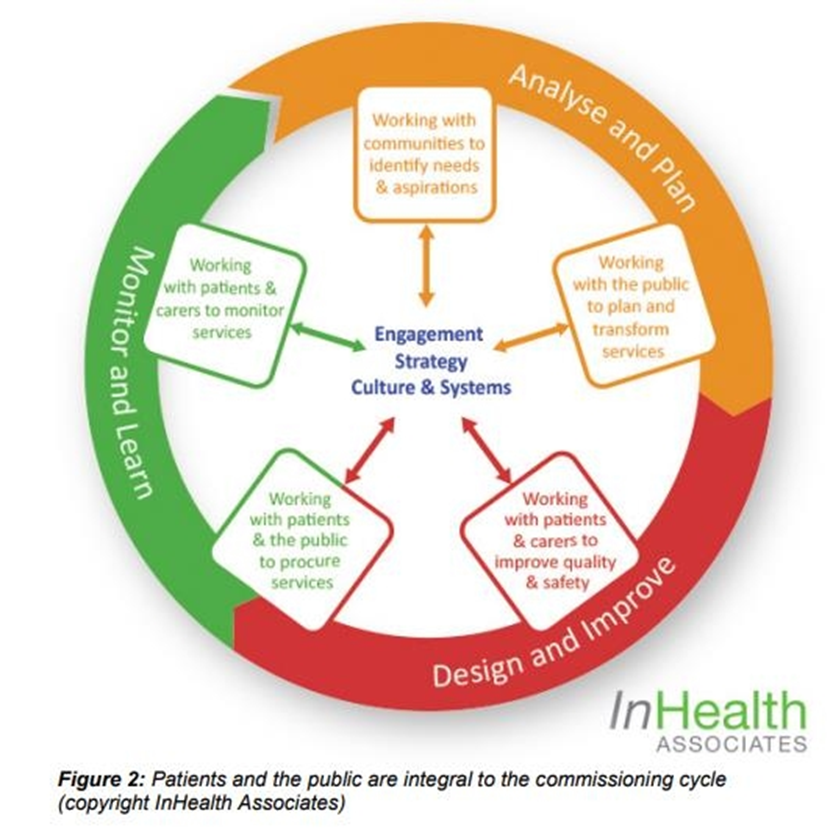 Analyse and Plan
Working with
communities to
identify needs
& aspirations
Working
with the public
to plan and
transform
services
Working
with patients &
carers to monitor
services
Monitor and Learn
Engagement
Strategy
Culture & Systems
Working
with patients
& the public
to procure
services
Working
with patients
& carers to
improve quality
& safety
Design and Improve
InHealth
ASSOCIATES
Figure 2: Patients and the public are integral to the commissioning cycle
(copyright InHealth Associates)